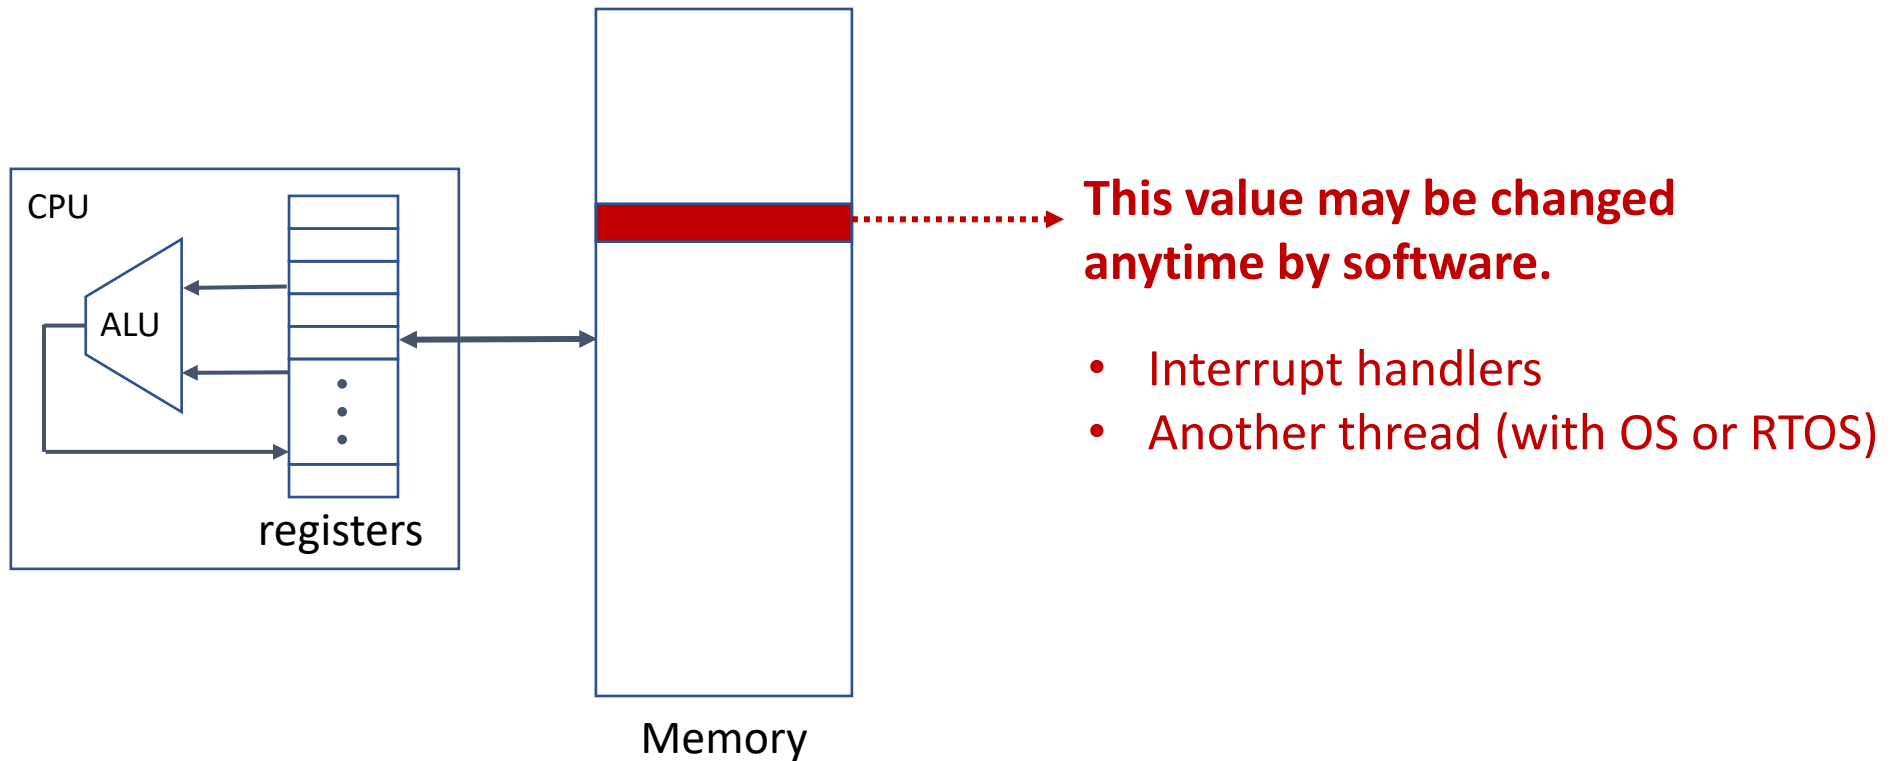 CPU
ALU
registers
Memory
This value may be changed
anytime by software.
• Interrupt handlers
• Another thread (with OS or RTOS)